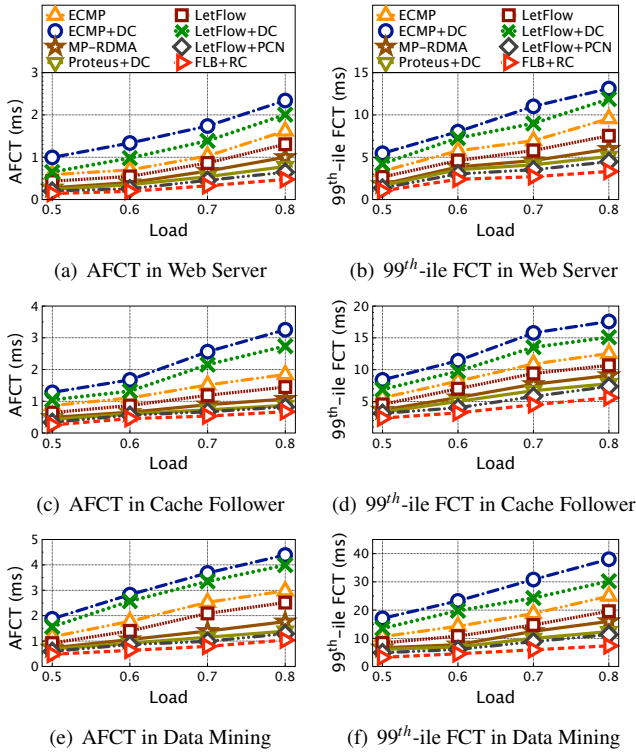 ECMP
LetFlow
ECMP+DC
LetFlow+DC
MP-RDMA
LetFlow+PCN
Proteus+DC
FLB+RC
AFCT (ms)
3
2
1
0
0.5 0.6 0.7 0.8
Load
(a) AFCT in Web Server
ECMP
LetFlow
ECMP+DC
LetFlow+DC
MP-RDMA
LetFlow+PCN
Proteus+DC
FLB+RC
99th-ile FCT (ms)
15
10
5
0
0.5 0.6 0.7 0.8
Load
(b) 99th-ile FCT in Web Server
AFCT (ms)
4
3
2
1
0
0.5 0.6 0.7 0.8
Load
(c) AFCT in Cache Follower
99th-ile FCT (ms)
20
15
10
5
0
0.5 0.6 0.7 0.8
Load
(d) 99th-ile FCT in Cache Follower
AFCT (ms)
5
4
3
2
1
0
0.5 0.6 0.7 0.8
Load
(e) AFCT in Data Mining
99th-ile FCT (ms)
40
30
20
10
0
0.5 0.6 0.7 0.8
Load
(f) 99th-ile FCT in Data Mining